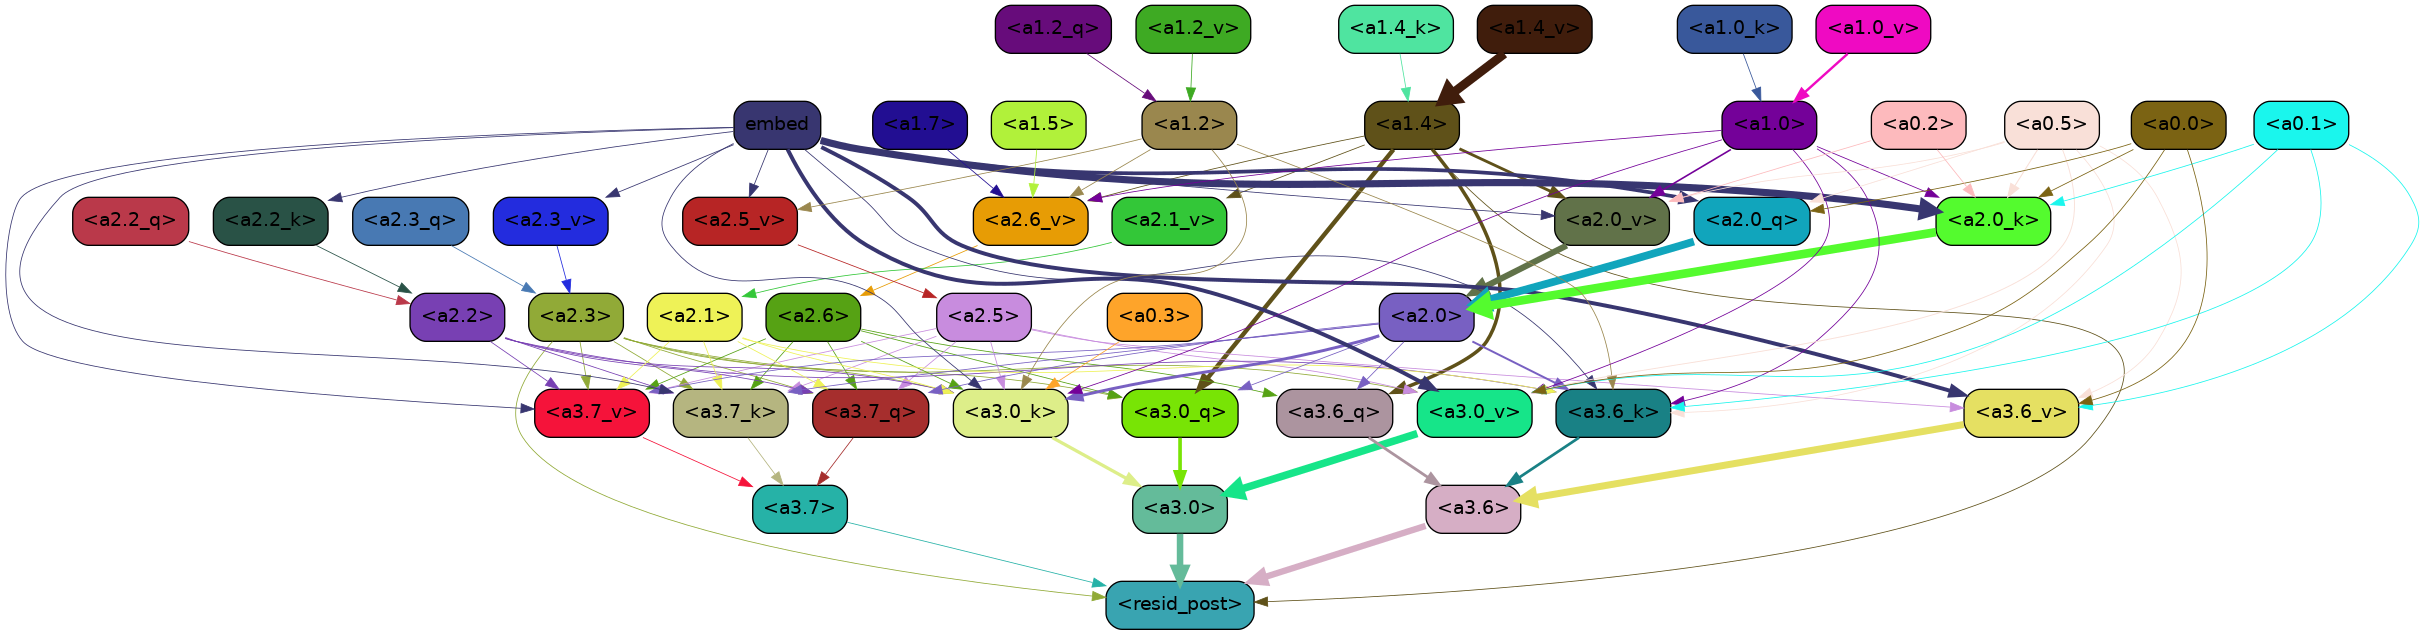 <a1.2_q>
<a1.2_v>
<a1.4_k>
<a1.4_v>
<a1.0_k>
<a1.0_v>
embed
<a1.7>
<a1.5>
<a1.2>
<a1.4>
<a1.0>
<a0.2>
<a0.5>
<a0.0>
<a0.1>
<a2.2_q>
<a2.2_k>
<a2.3_q>
<a2.3_v>
<a2.5_v>
<a2.6_v>
<a2.1_v>
<a2.0_v>
<a2.0_q>
<a2.0_k>
<a2.2>
<a2.3>
<a2.1>
<a2.6>
<a2.5>
<a0.3>
<a2.0>
<a3.7_v>
<a3.7_k>
<a3.7_q>
<a3.0_k>
<a3.0_q>
<a3.6_q>
<a3.0_v>
<a3.6_k>
<a3.6_v>
<a3.7>
<a3.0>
<a3.6>
<resid_post>